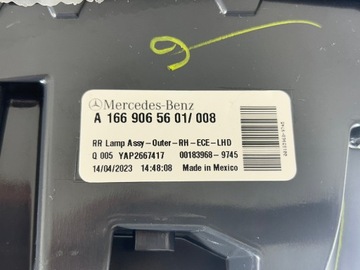 Mercedes-Benz
A 166 906 56 01/ 008
RR Lamp Assy-Outer-RH-ECE-LHD
Q 005 YAP2667417 00183968-9745
14/04/2023 14:48:08 Made in Mexico